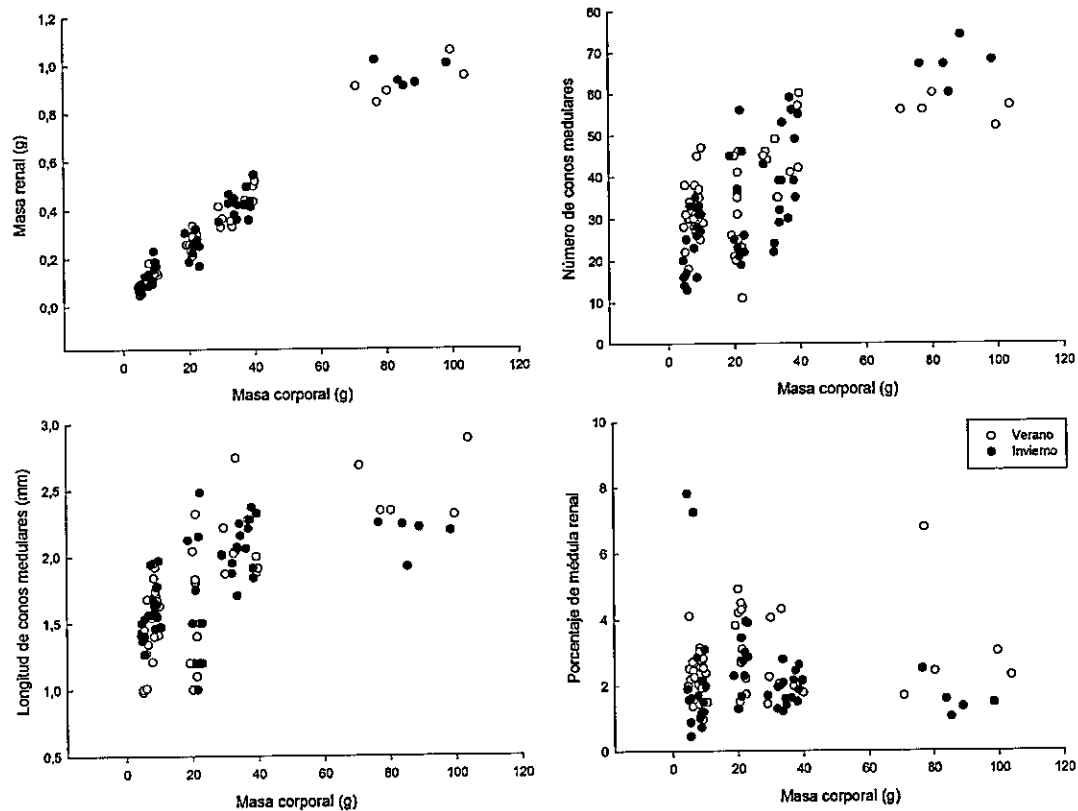 1,2
1,0
0,8
0,6
0,4
0,2
0,0
Masa renal (g)
0 20 40 60 80 100 120
Masa corporal (g)
80
70
60
50
40
30
20
10
0
Número de conos medulares
0 20 40 60 80 100 120
Masa corporal (g)
3,0
2,5
2,0
1,5
1,0
0,5
Longitud de conos medulares (mm)
0 20 40 60 80 100 120
Masa corporal (g)
10
8
6
4
2
0
Porcentaje de médula renal
Verano
Invierno
0 20 40 60 80 100 120
Masa corporal (g)